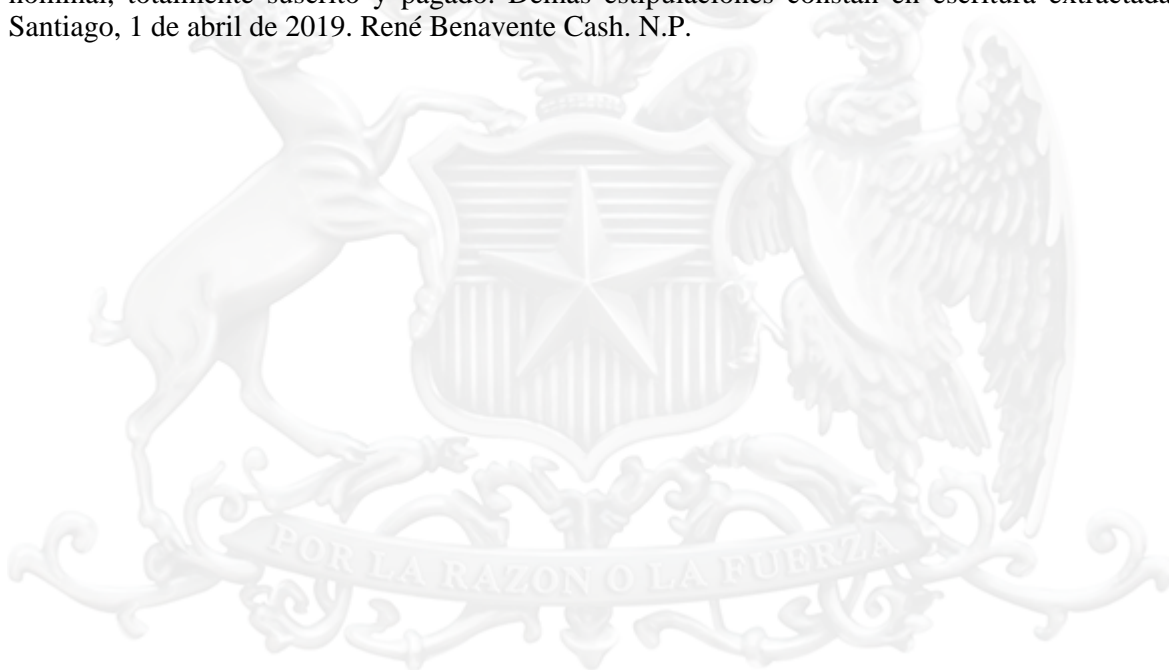 nominal, totalmente suscrito y pagado. Demás estipulaciones constan en escritura extractada
Santiago, 1 de abril de 2019. René Benavente Cash. N.P.
POR LA RAZON O LA FUERZA